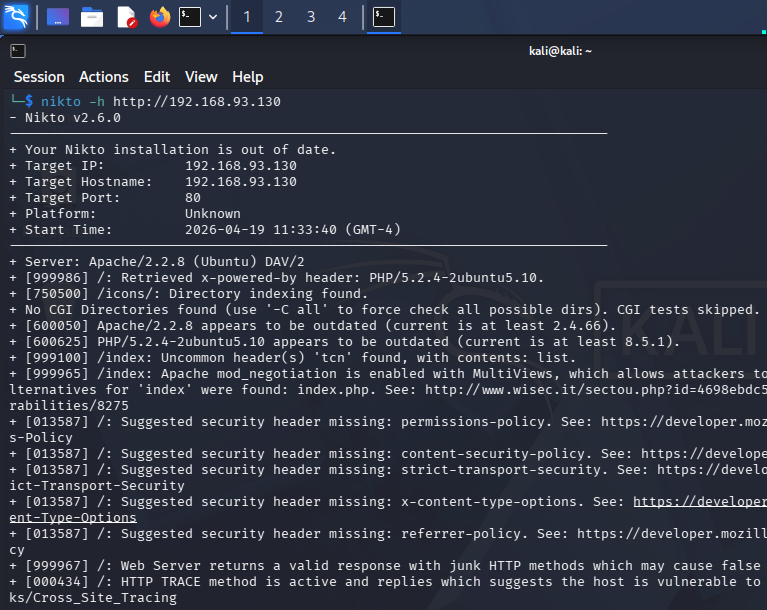 1 2 3 4
kali@kali: ~
Session Actions Edit View Help
└─$ nikto -h http://192.168.93.130
- Nikto v2.6.0
+ Your Nikto installation is out of date.
+ Target IP: 192.168.93.130
+ Target Hostname: 192.168.93.130
+ Target Port: 80
+ Platform: Unknown
+ Start Time: 2026-04-19 11:33:40 (GMT-4)
+ Server: Apache/2.2.8 (Ubuntu) DAV/2
+ [999986] /: Retrieved x-powered-by header: PHP/5.2.4-2ubuntu5.10.
+ [750500] /icons/: Directory indexing found.
+ No CGI Directories found (use '-C all' to force check all possible dirs). CGI tests skipped.
+ [600050] Apache/2.2.8 appears to be outdated (current is at least 2.4.66).
+ [600625] PHP/5.2.4-2ubuntu5.10 appears to be outdated (current is at least 8.5.1).
+ [999100] /index: Uncommon header(s) 'tcn' found, with contents: list.
+ [999965] /index: Apache mod_negotiation is enabled with MultiViews, which allows attackers to
lternatives for 'index' were found: index.php. See: http://www.wisec.it/sectou.php?id=4698ebdc5
rabilities/8275
+ [013587] /: Suggested security header missing: permissions-policy. See: https://developer.moz
s-Policy
+ [013587] /: Suggested security header missing: content-security-policy. See: https://develope
+ [013587] /: Suggested security header missing: strict-transport-security. See: https://develo
ict-Transport-Security
+ [013587] /: Suggested security header missing: x-content-type-options. See: https://developer
ent-Type-Options
+ [013587] /: Suggested security header missing: referrer-policy. See: https://developer.mozill
cy
+ [999967] /: Web Server returns a valid response with junk HTTP methods which may cause false
+ [000434] /: HTTP TRACE method is active and replies which suggests the host is vulnerable to
ks/Cross_Site_Tracing
KALI